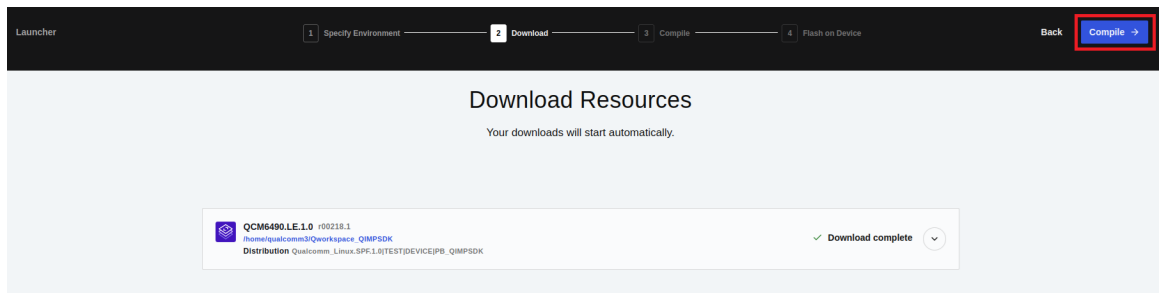 Launcher
1 Specify Environment
2 Download
3 Compile
4 Flash on Device
Back
Compile →
Download Resources
Your downloads will start automatically.
QCM6490.LE.1.0 r00218.1
/home/qualcomm3/Qworkspace_QIMPSDK
Distribution Qualcomm_Linux.SPF.1.0|TEST|DEVICE|PB_QIMPSDK
Download complete